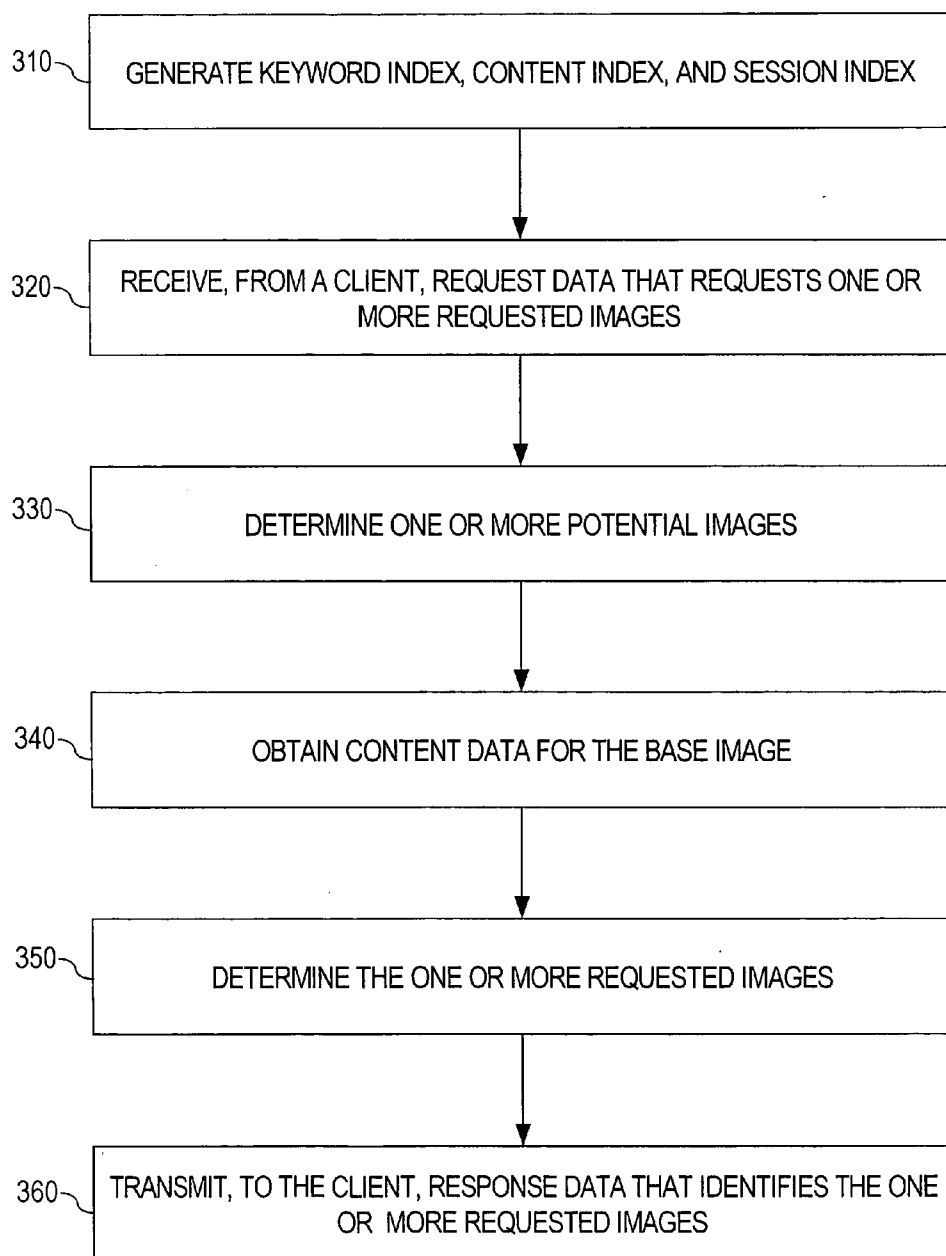 310
GENERATE KEYWORD INDEX, CONTENT INDEX, AND SESSION INDEX
320
RECEIVE, FROM A CLIENT, REQUEST DATA THAT REQUESTS ONE OR
MORE REQUESTED IMAGES
330
DETERMINE ONE OR MORE POTENTIAL IMAGES
340
OBTAIN CONTENT DATA FOR THE BASE IMAGE
350
DETERMINE THE ONE OR MORE REQUESTED IMAGES
360
TRANSMIT, TO THE CLIENT, RESPONSE DATA THAT IDENTIFIES THE ONE
OR MORE REQUESTED IMAGES